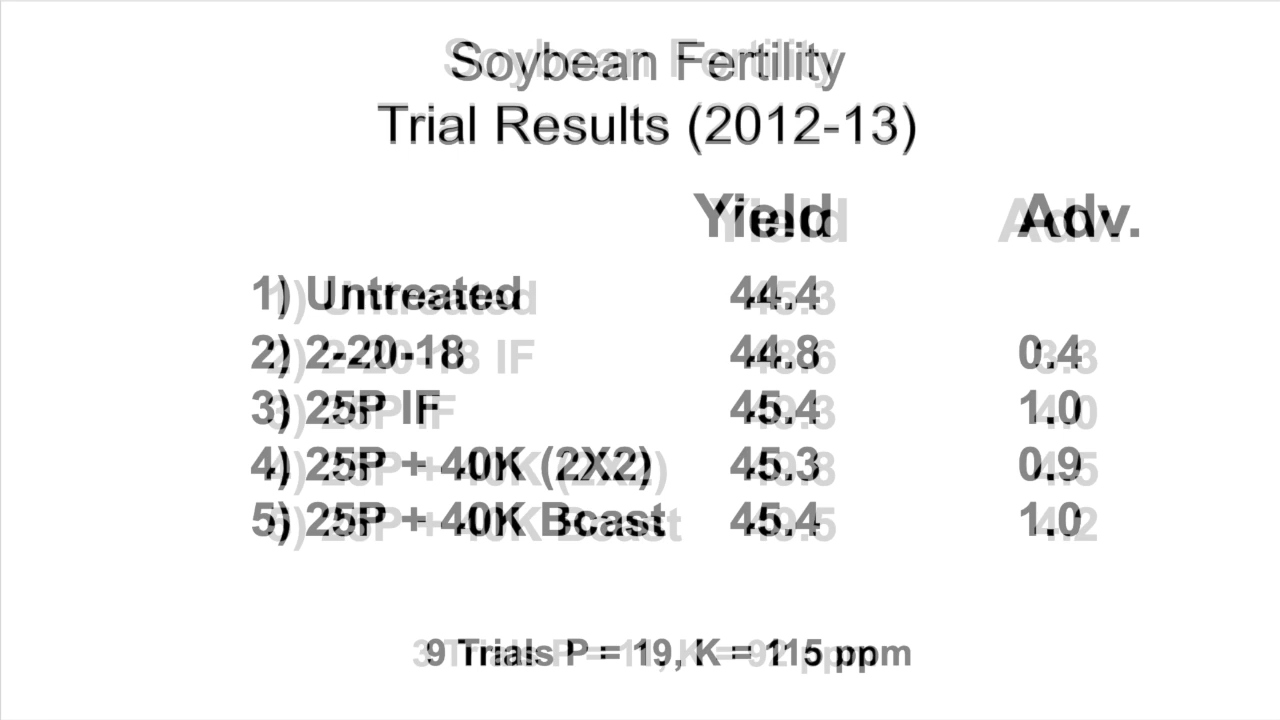 Soybean Fertility
Trial Results (2012-13)
Yield Adv.
1) Untreated 44.4
2) 2-20-18 44.8 0.4
3) 25P IF 45.4 1.0
4) 25P + 40K (2X2) 45.3 0.9
5) 25P + 40K Bcast 45.4 1.0
9 Trials P = 19, K = 115 ppm